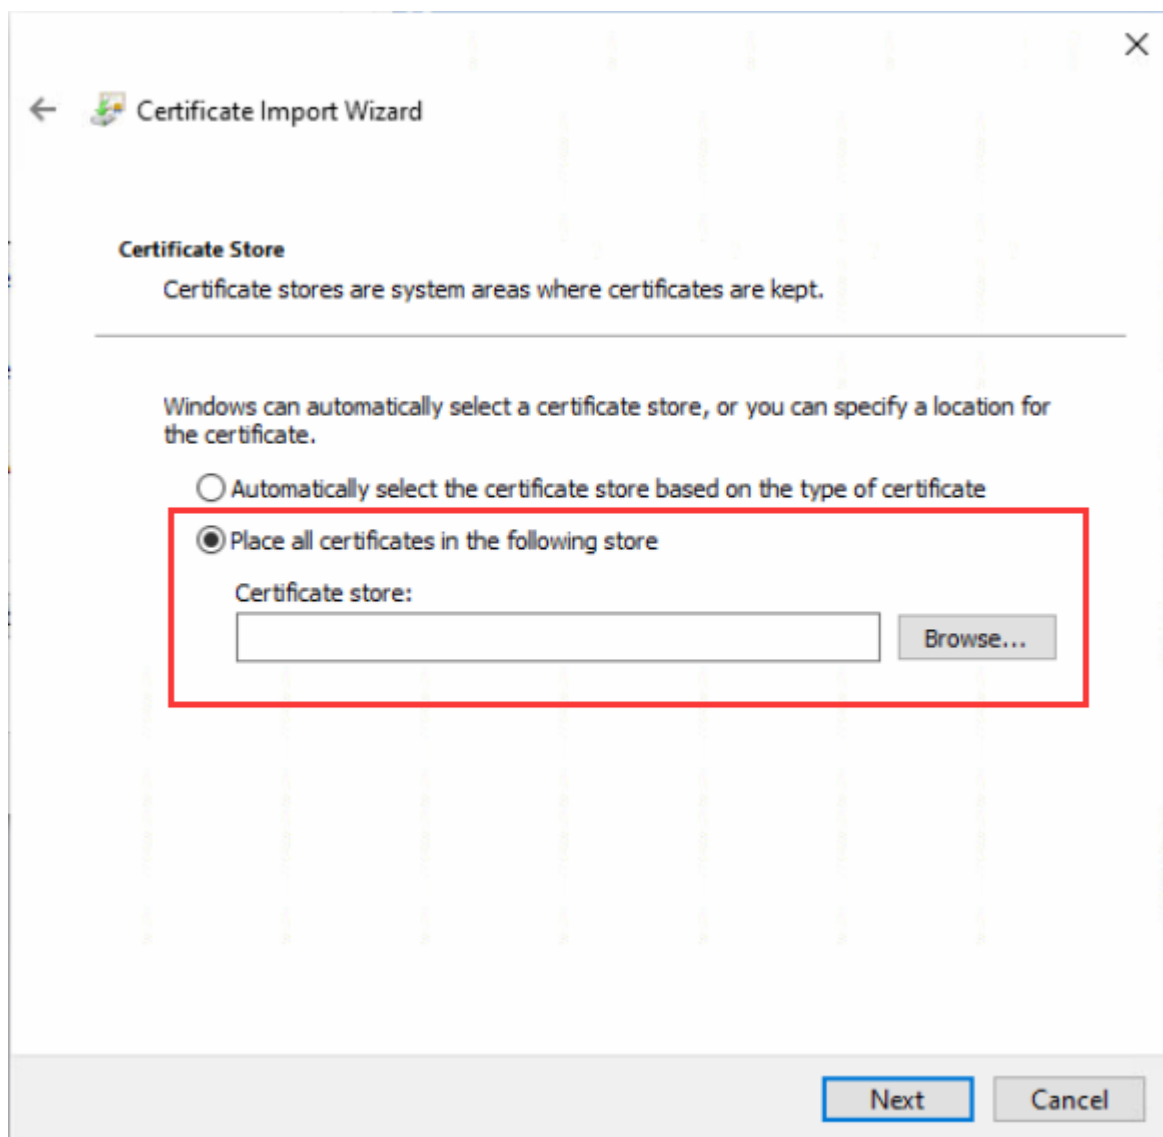 Certificate Import Wizard
Certificate Store
Certificate stores are system areas where certificates are kept.
Windows can automatically select a certificate store, or you can specify a location for
the certificate.
Automatically select the certificate store based on the type of certificate
Place all certificates in the following store
Certificate store:
Browse...
Next
Cancel